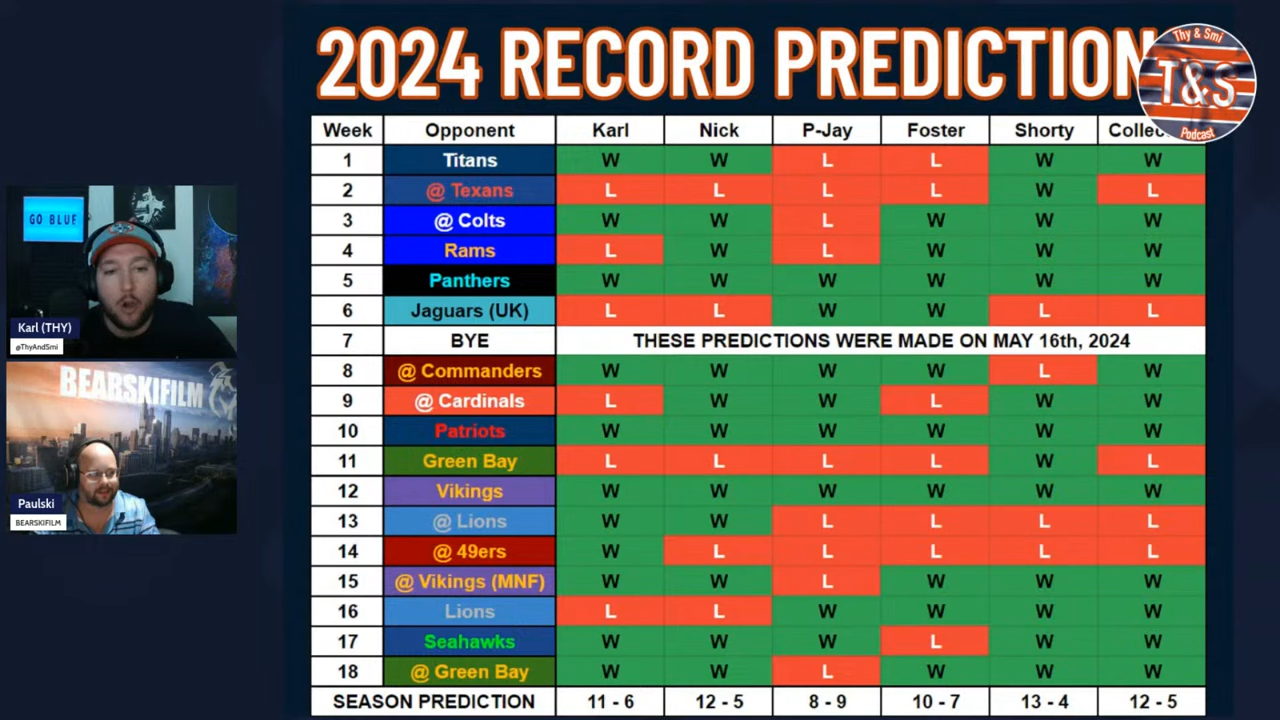 2024 RECORD PREDICTION
Thy & Smi
T&S
Podcast
Week Opponent Karl Nick P-Jay Foster Shorty Collec
1 Titans W W L L W W
2 @ Texans L L L L W L
3 @ Colts W W L W W W
4 Rams L W L W W W
5 Panthers W W W W W W
6 Jaguars (UK) L L W W L L
7 BYE THESE PREDICTIONS WERE MADE ON MAY 16th, 2024
8 @ Commanders W W W W L W
9 @ Cardinals L W W L W W
10 Patriots W W W W W W
11 Green Bay L L L L W L
12 Vikings W W W W W W
13 @ Lions W W L L L L
14 @ 49ers W L L L L L
15 @ Vikings (MNF) W W L W W W
16 Lions L L W W W W
17 Seahawks W W W L W W
18 @ Green Bay W W L W W W
SEASON PREDICTION 11 - 6 12 - 5 8 - 9 10 - 7 13 - 4 12 - 5
GO BLUE
Karl (THY)
@ThyAndSmi
BEARSKIFILM
Paulski
BEARSKIFILM